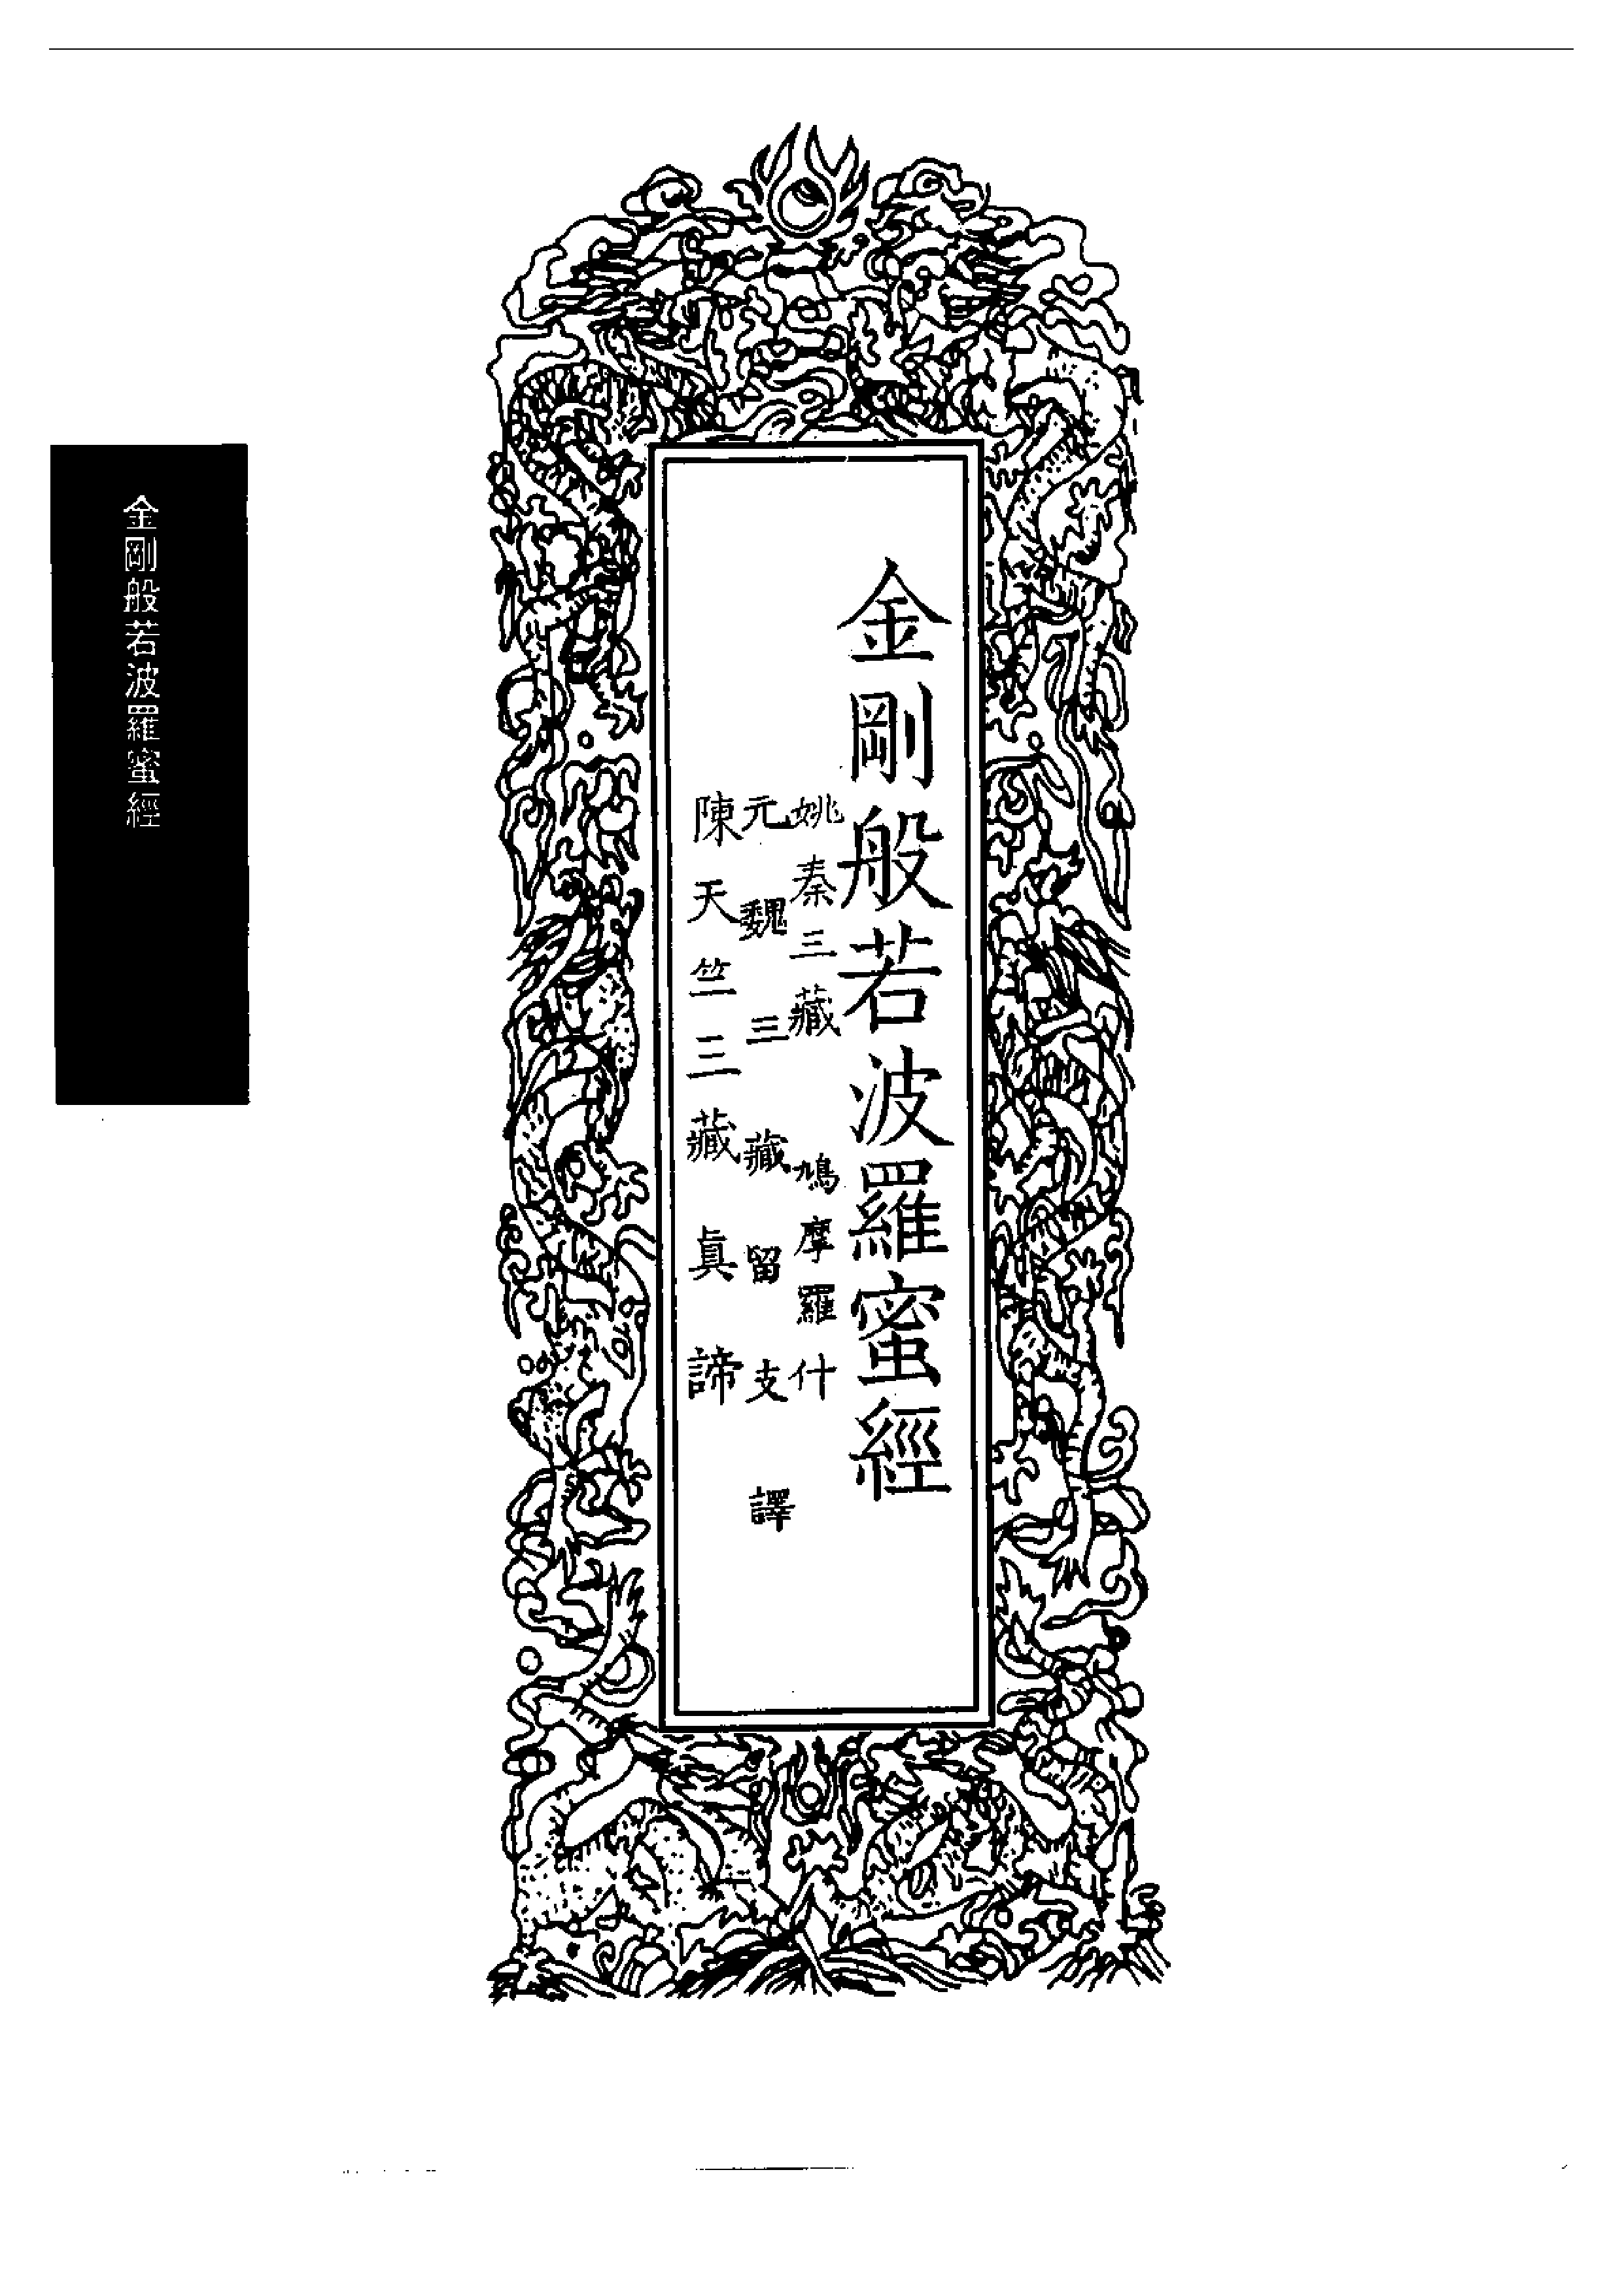 金剛般若波羅蜜經
姚秦三藏鳩摩羅什
元魏三藏留支譯
陳天竺三藏眞諦
金剛般若波羅蜜經